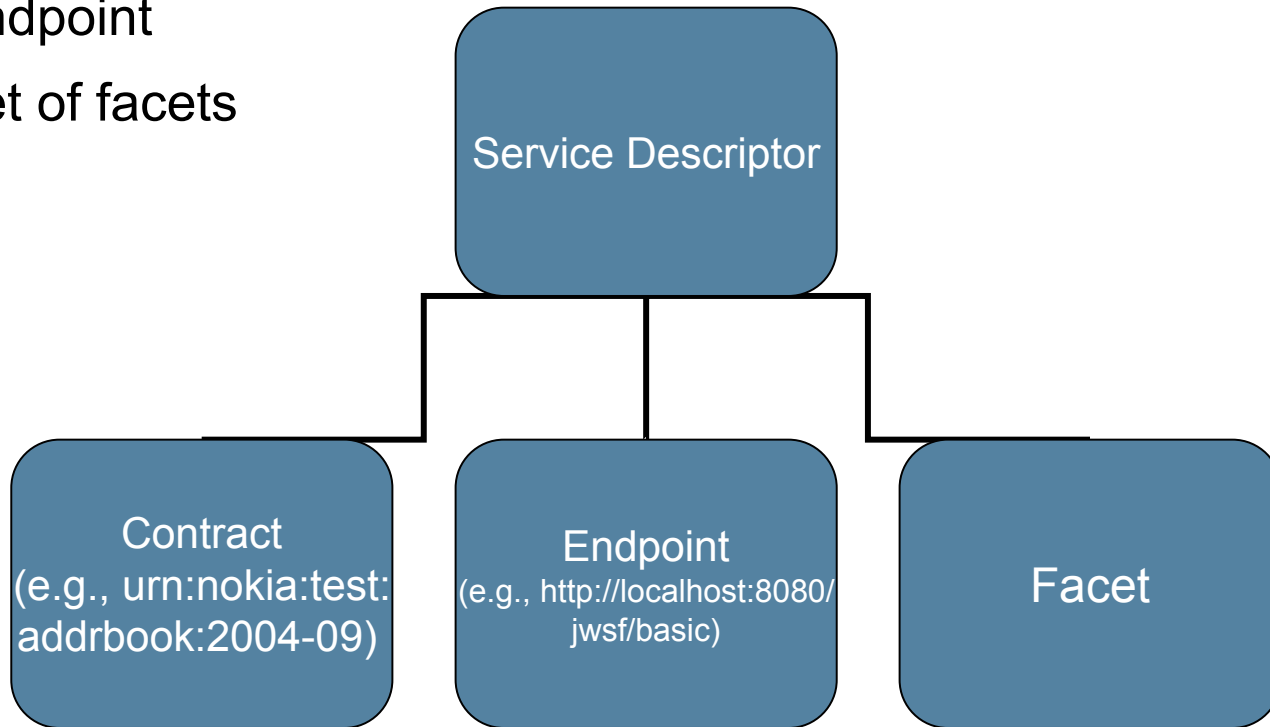 ndpoint
et of facets
Service Descriptor
Contract
(e.g., urn:nokia:test:
addrbook:2004-09)
Endpoint
(e.g., http://localhost:8080/
jwsf/basic)
Facet